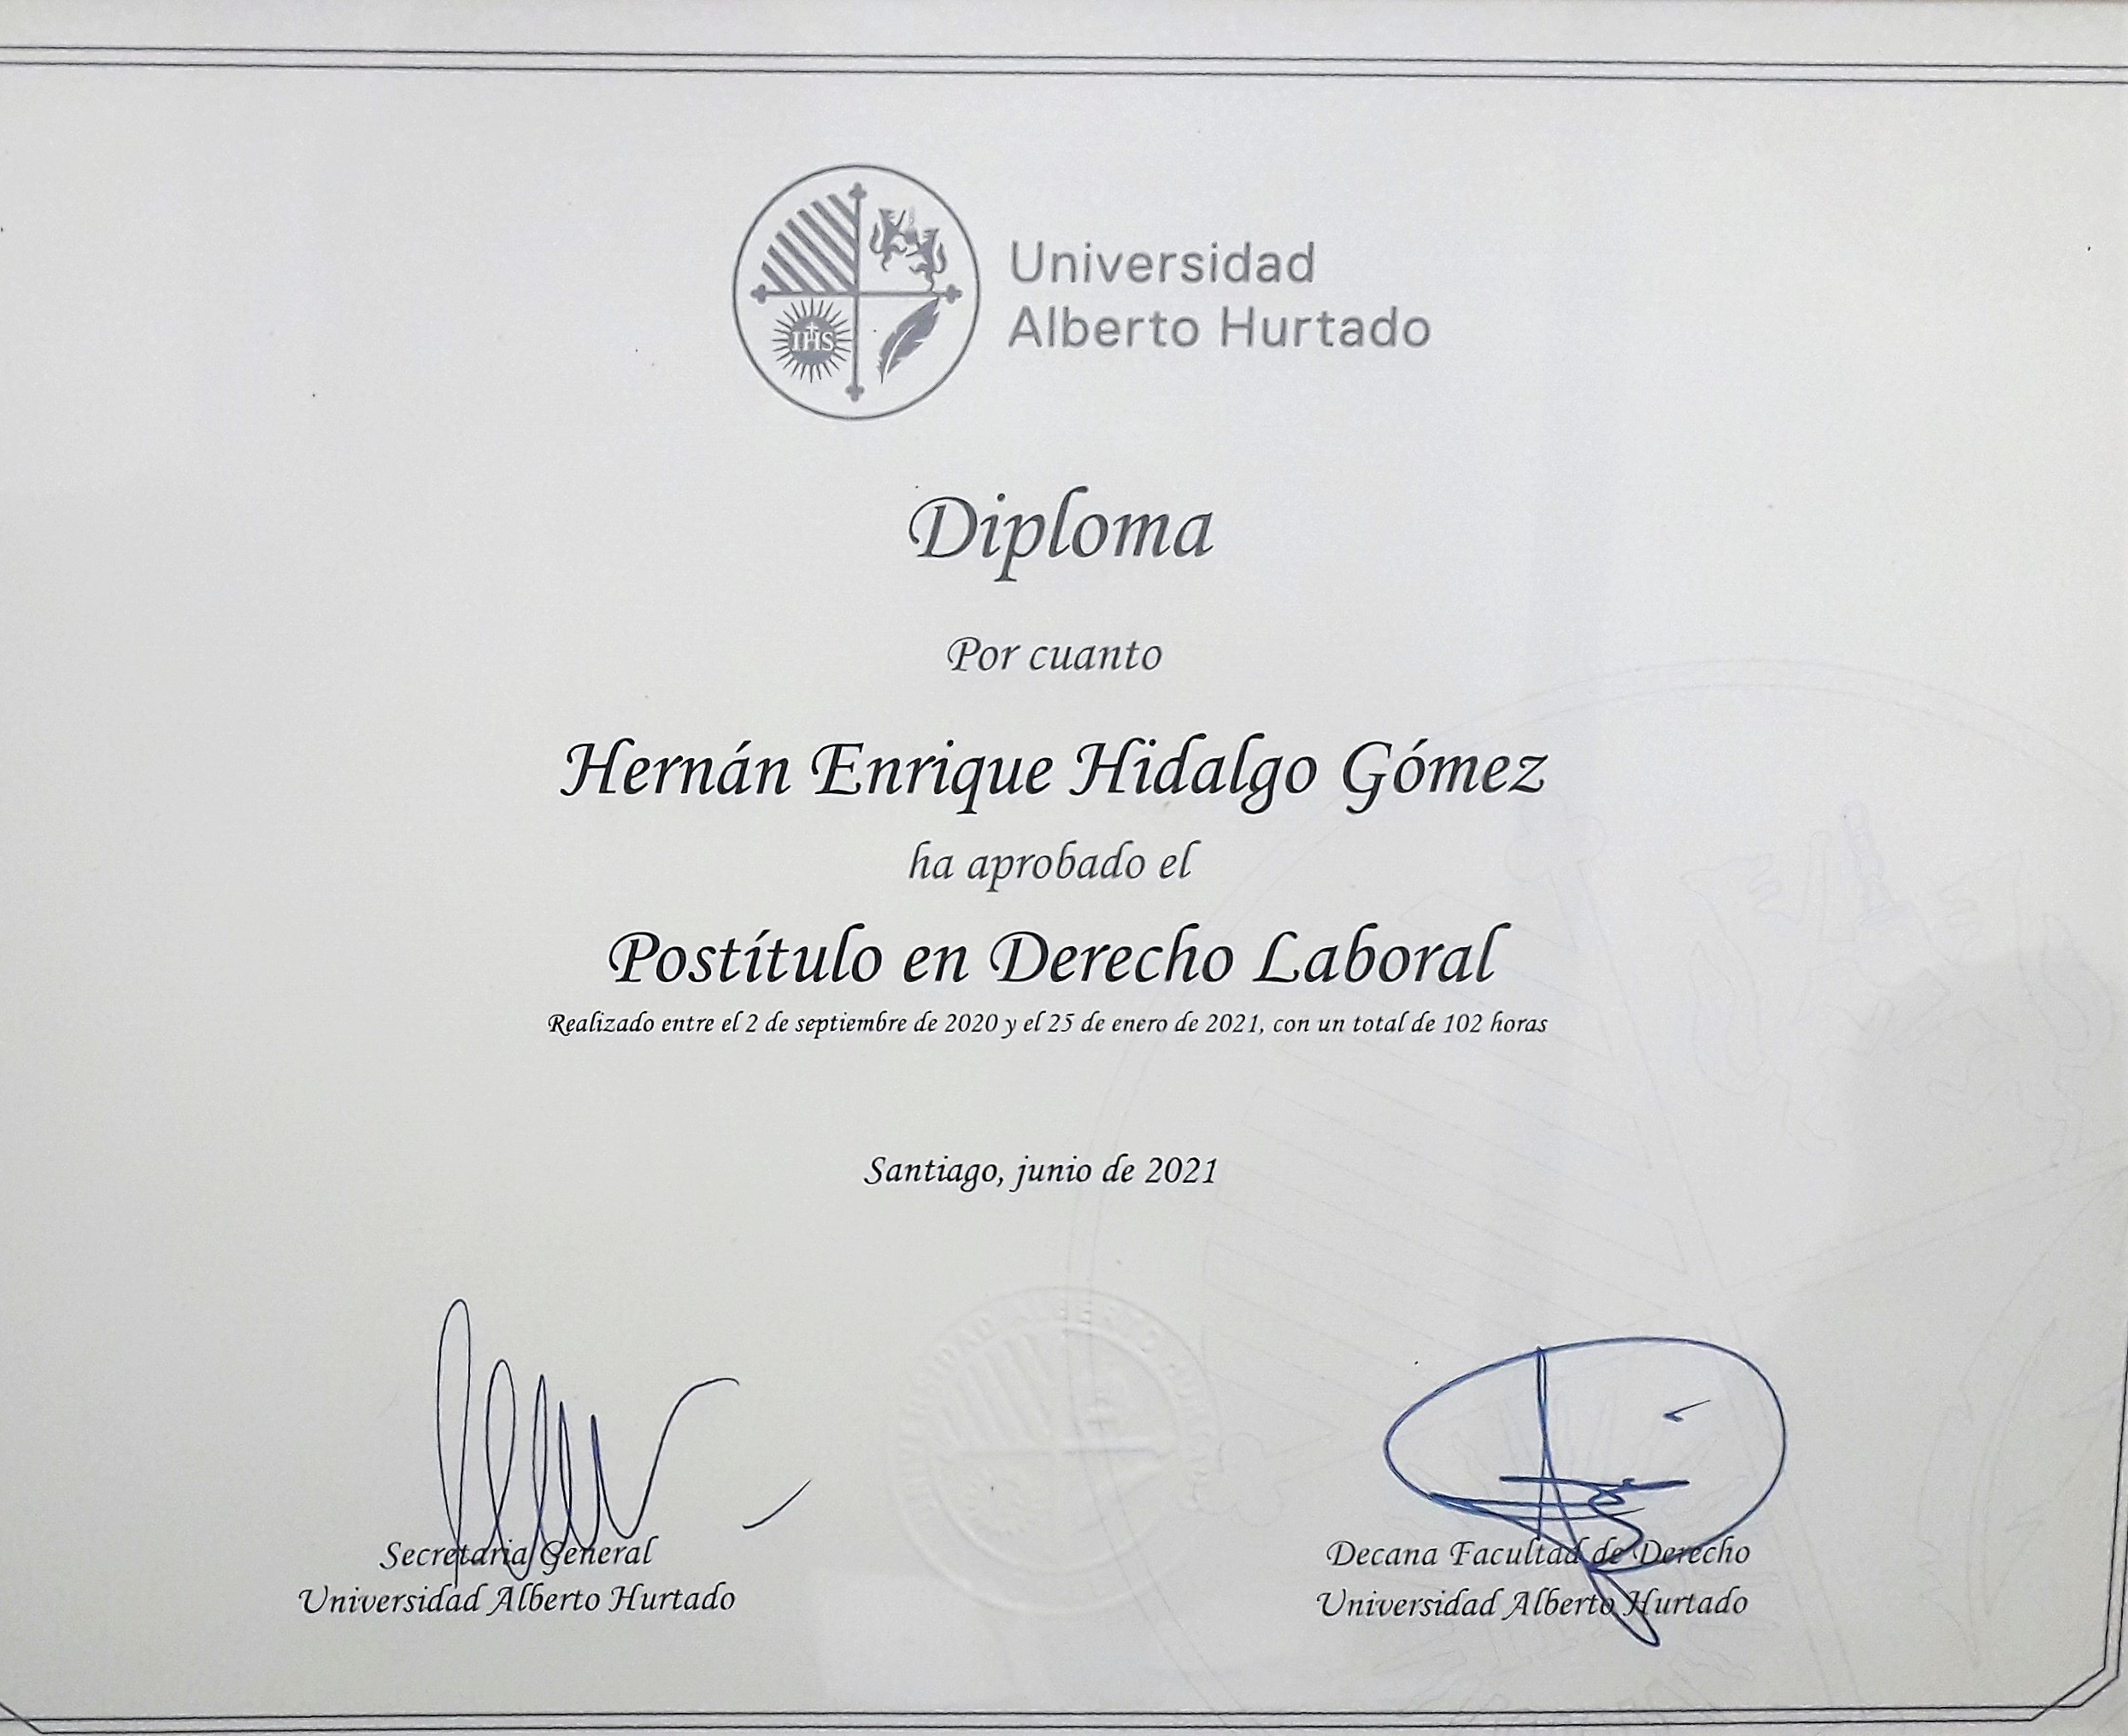 IHS
Universidad
Alberto Hurtado
Diploma
Por cuanto
Hernán Enrique Hidalgo Gómez
ha aprobado el
Postítulo en Derecho Laboral
Realizado entre el 2 de septiembre de 2020 y el 25 de enero de 2021, con un total de 102 horas
Santiago, junio de 2021
Secretaria General
Universidad Alberto Hurtado
Decana Facultad de Derecho
Universidad Alberto Hurtado